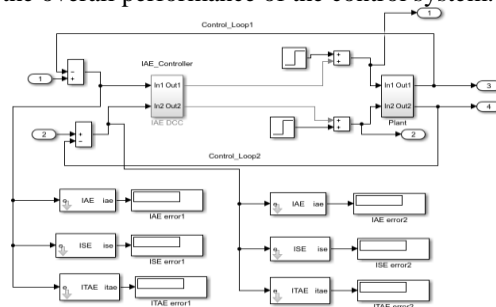 the overall performance of the control system.
Control_Loop1
1
IAE_Controller
1
In1 Out1
In1 Out1
3
In2 Out2
In2 Out2
4
IAE DCC
Plant
2
2
Control_Loop2
e IAE iae
IAE error1
e IAE iae
IAE error2
e ISE ise
ISE error1
e ISE ise
ISE error2
e ITAE itae
ITAE error1
e ITAE itae
ITAE error2